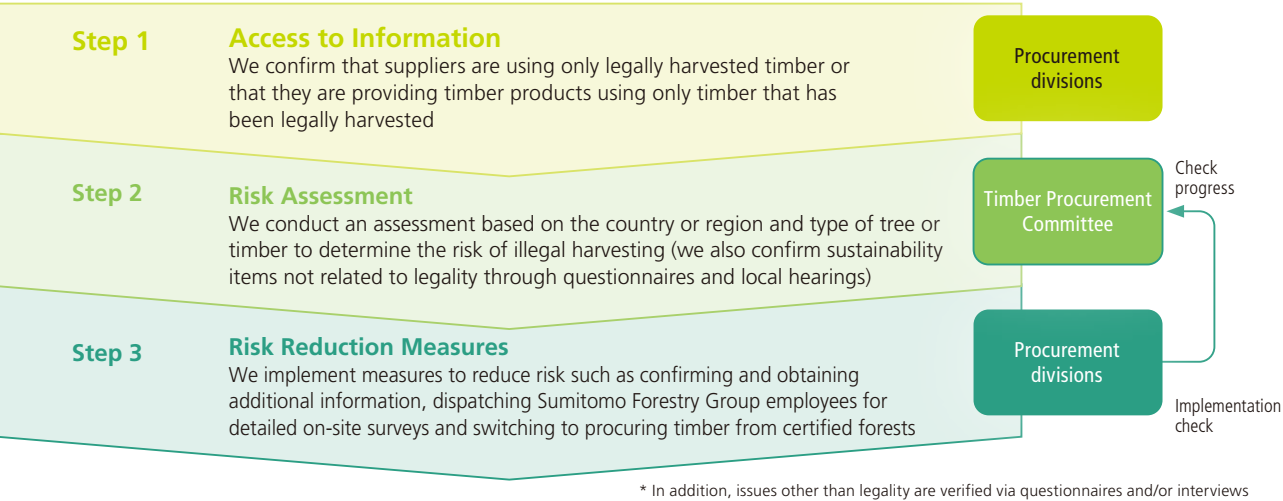 Step 1
Access to Information
We confirm that suppliers are using only legally harvested timber or
that they are providing timber products using only timber that has
been legally harvested
Procurement
divisions
Step 2
Risk Assessment
We conduct an assessment based on the country or region and type of tree or
timber to determine the risk of illegal harvesting (we also confirm sustainability
items not related to legality through questionnaires and local hearings)
Timber Procurement
Committee
Check
progress
Step 3
Risk Reduction Measures
We implement measures to reduce risk such as confirming and obtaining
additional information, dispatching Sumitomo Forestry Group employees for
detailed on-site surveys and switching to procuring timber from certified forests
Procurement
divisions
Implementation
check
* In addition, issues other than legality are verified via questionnaires and/or interviews